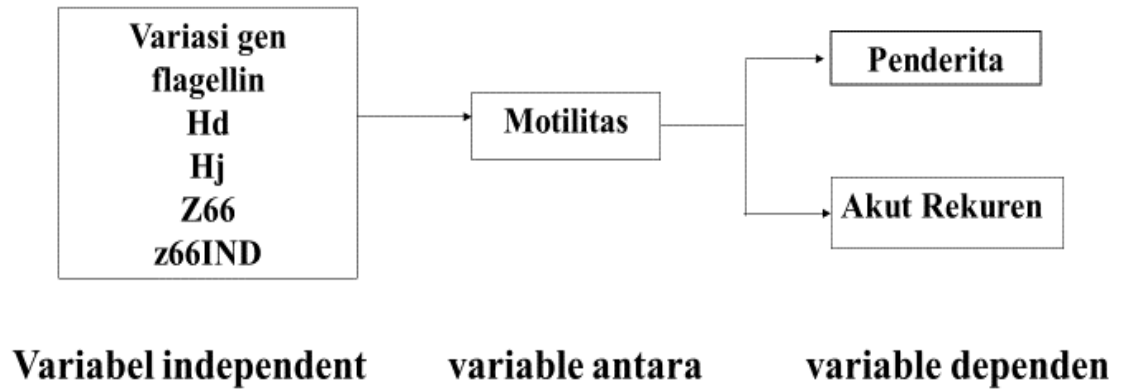 Variasi gen
flagellin
Hd
Hj
Z66
z66IND
Motilitas
Penderita
Akut Rekuren
Variabel independent
variable antara
variable dependen